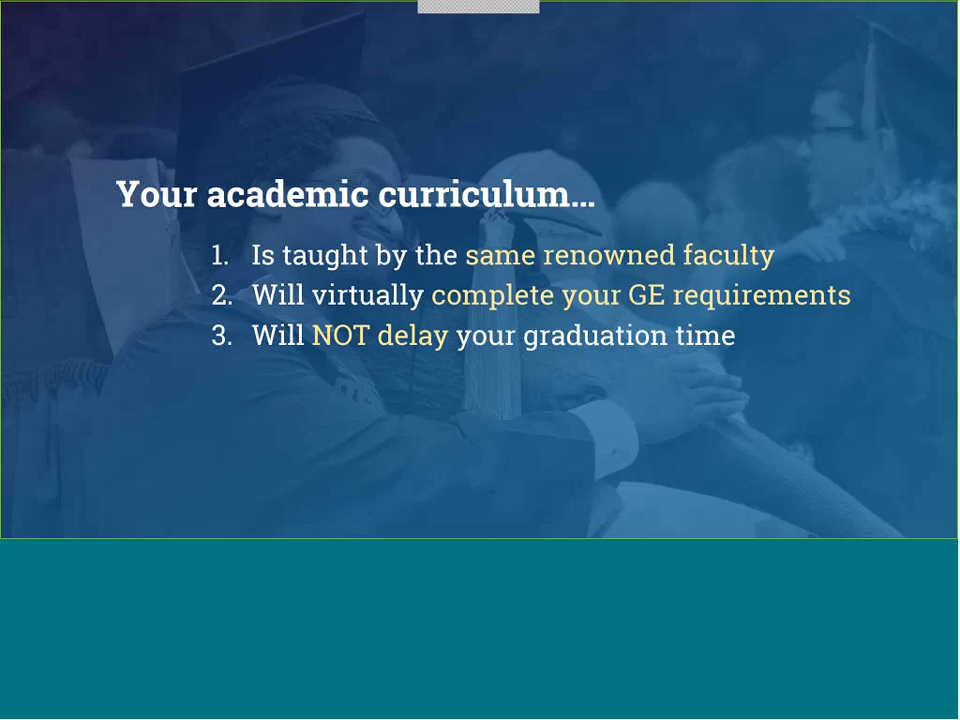 Your academic curriculum...
1. Is taught by the same renowned faculty
2. Will virtually complete your GE requirements
3. Will NOT delay your graduation time